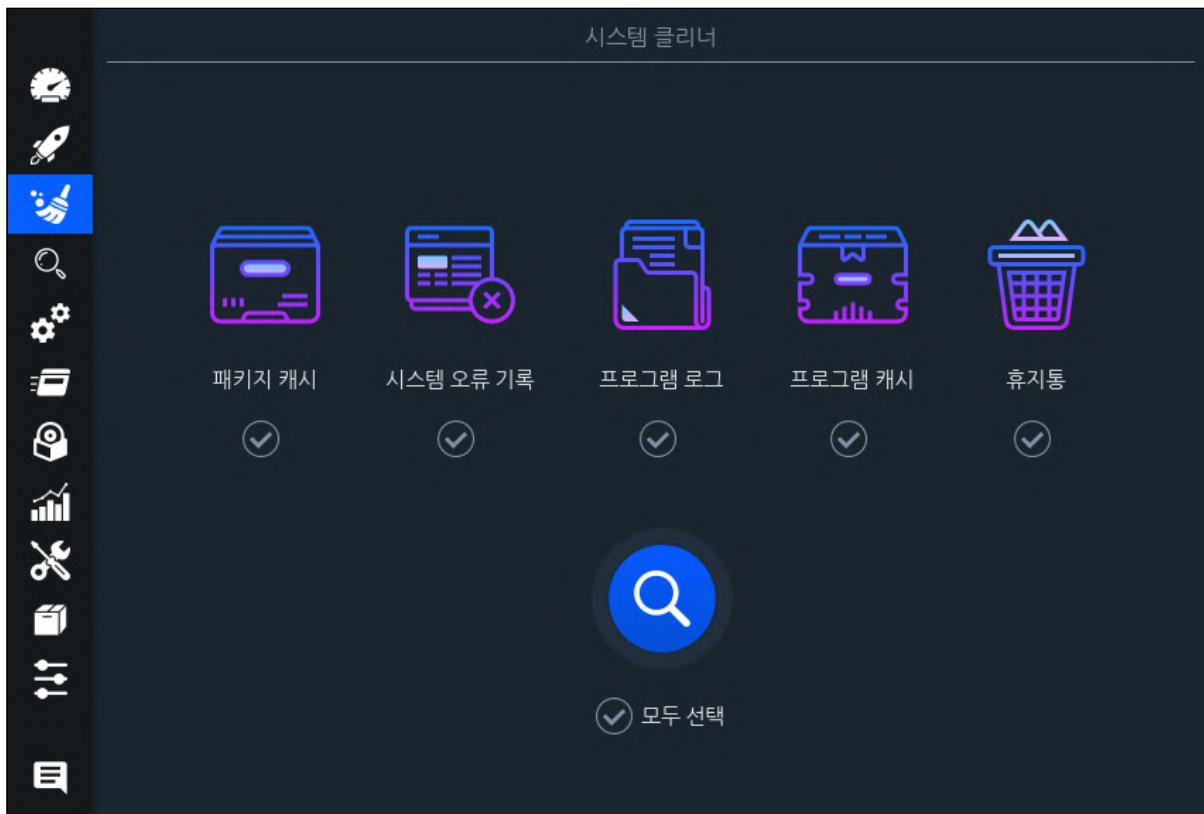 시스템 클리너
패키지 캐시
시스템 오류 기록
프로그램 로그
프로그램 캐시
휴지통
모두 선택